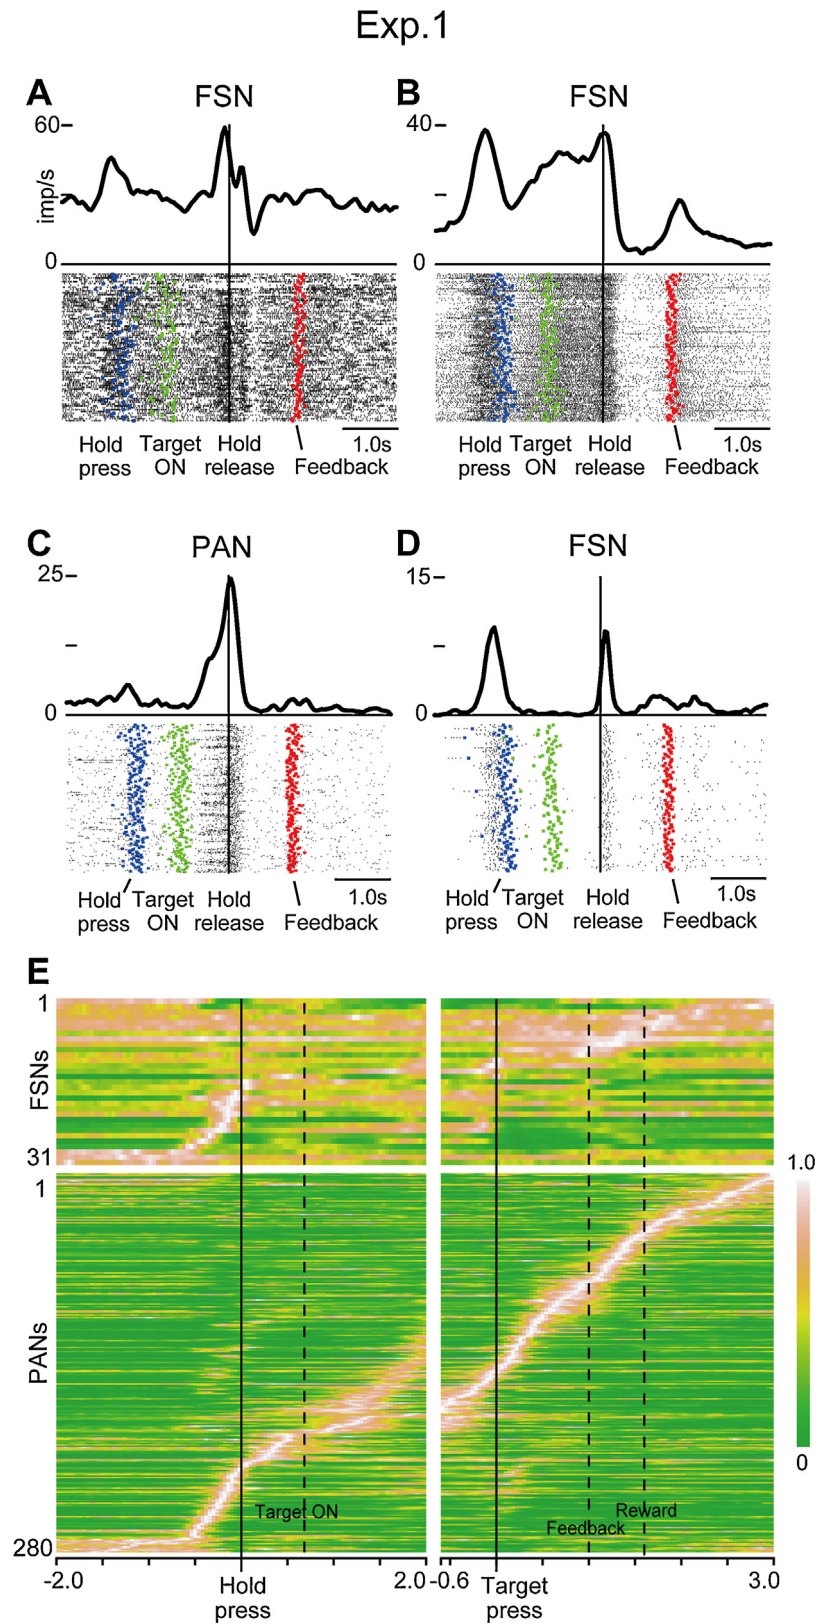 Exp.1
A
FSN
60
imp/s
0
Hold press
Target ON
Hold release
Feedback
1.0s
B
FSN
40
0
Hold press
Target ON
Hold release
Feedback
1.0s
C
PAN
25
0
Hold press
Target ON
Hold release
Feedback
1.0s
D
FSN
15
0
Hold press
Target ON
Hold release
Feedback
1.0s
E
1
FSNs
31
1
PANs
280
Target ON
Feedback
Reward
1.0
0
-2.0
Hold press
2.0
-0.6
Target press
3.0